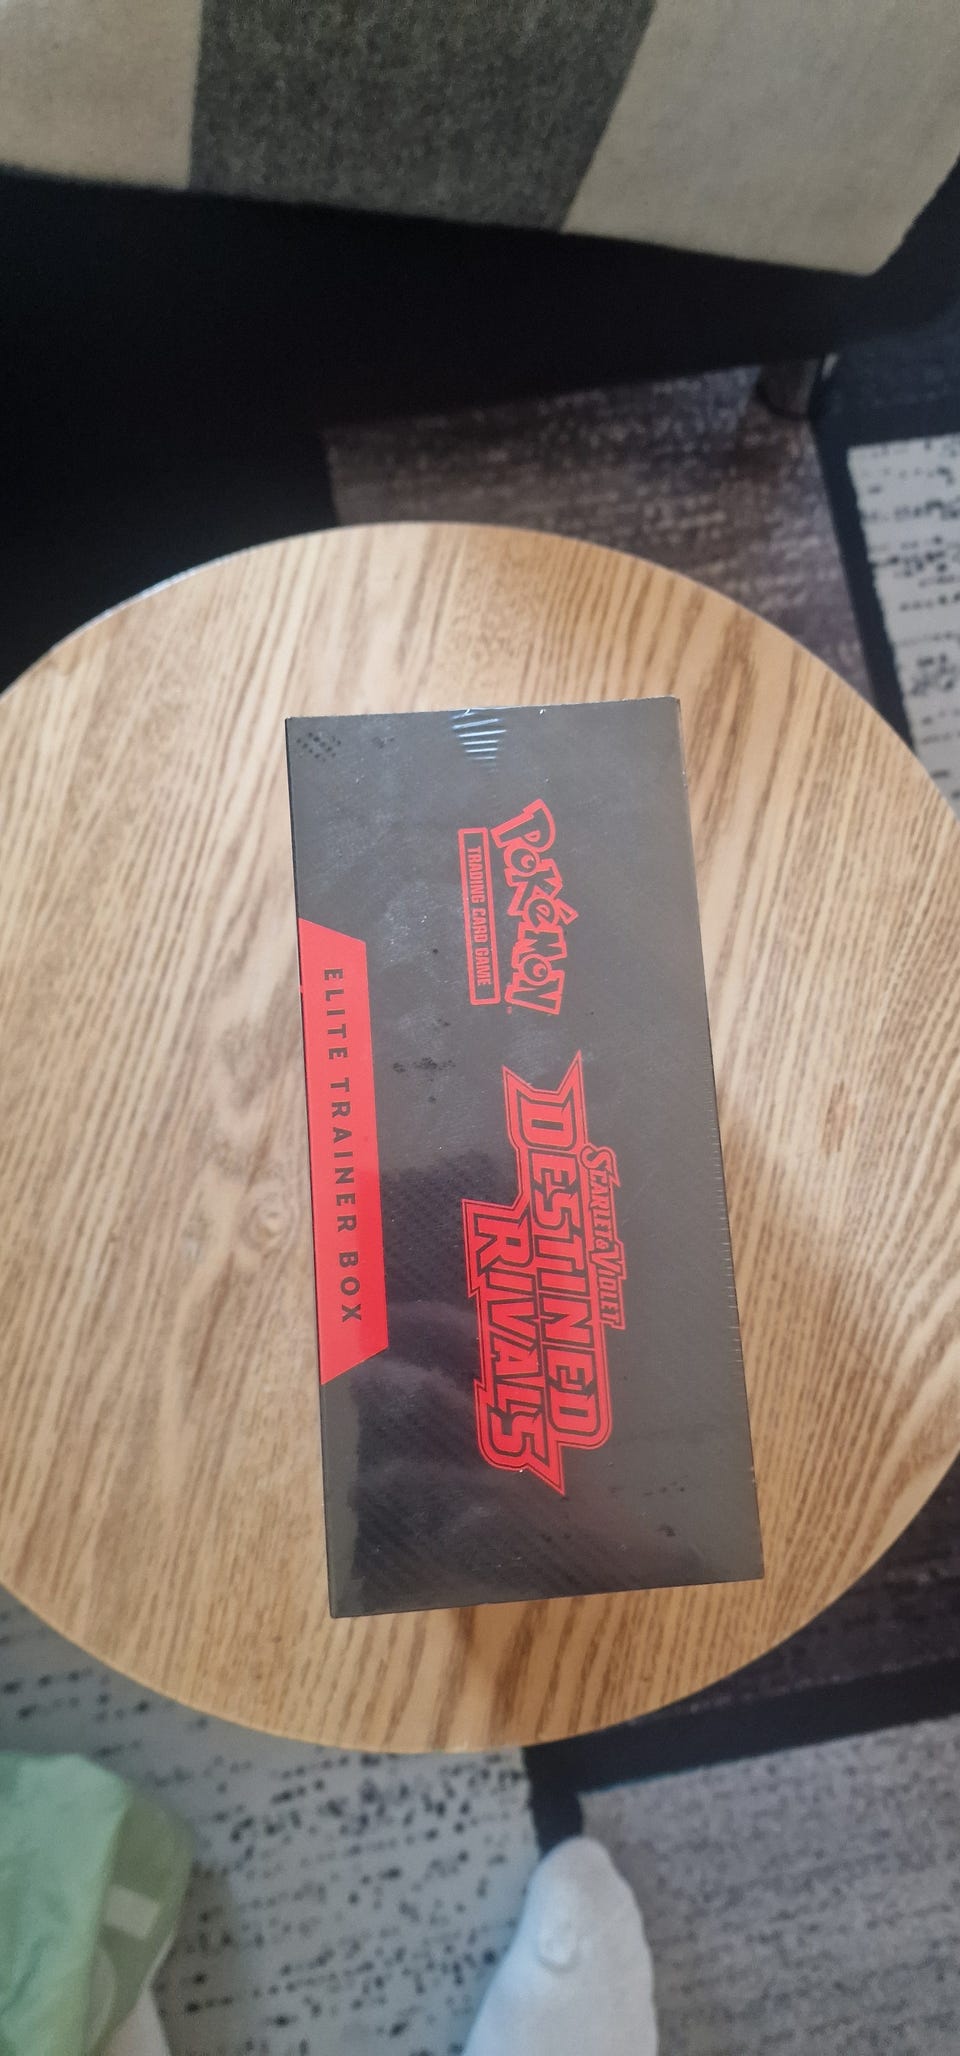 Pokémon
TRADING CARD GAME
SCARLET & VIOLET
DESTINED
RIVALS
ELITE TRAINER BOX